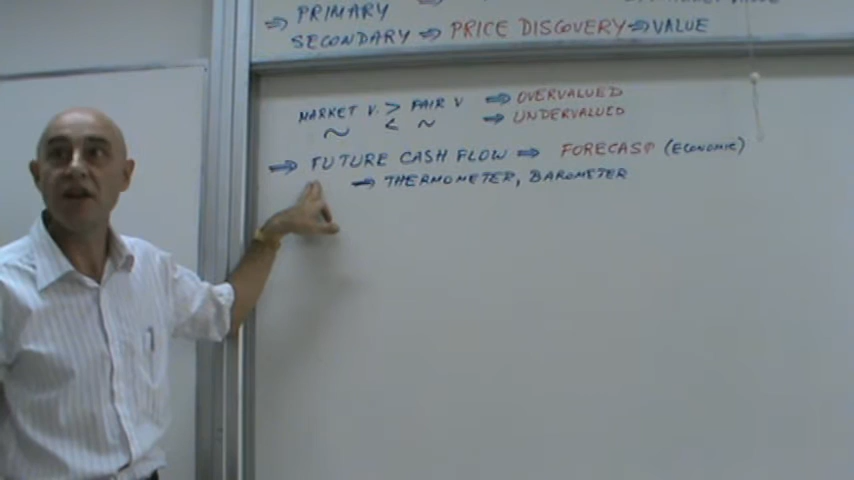 ⇒ PRIMARY ⇒
SECONDARY ⇒ PRICE DISCOVERY ⇒ VALUE
MARKET V. > FAIR V ⇒ OVERVALUED
~ < ~ ⇒ UNDERVALUED
⇒ FUTURE CASH FLOW ⇒ FORECAST (ECONOMIC)
→ THERMOMETER, BAROMETER